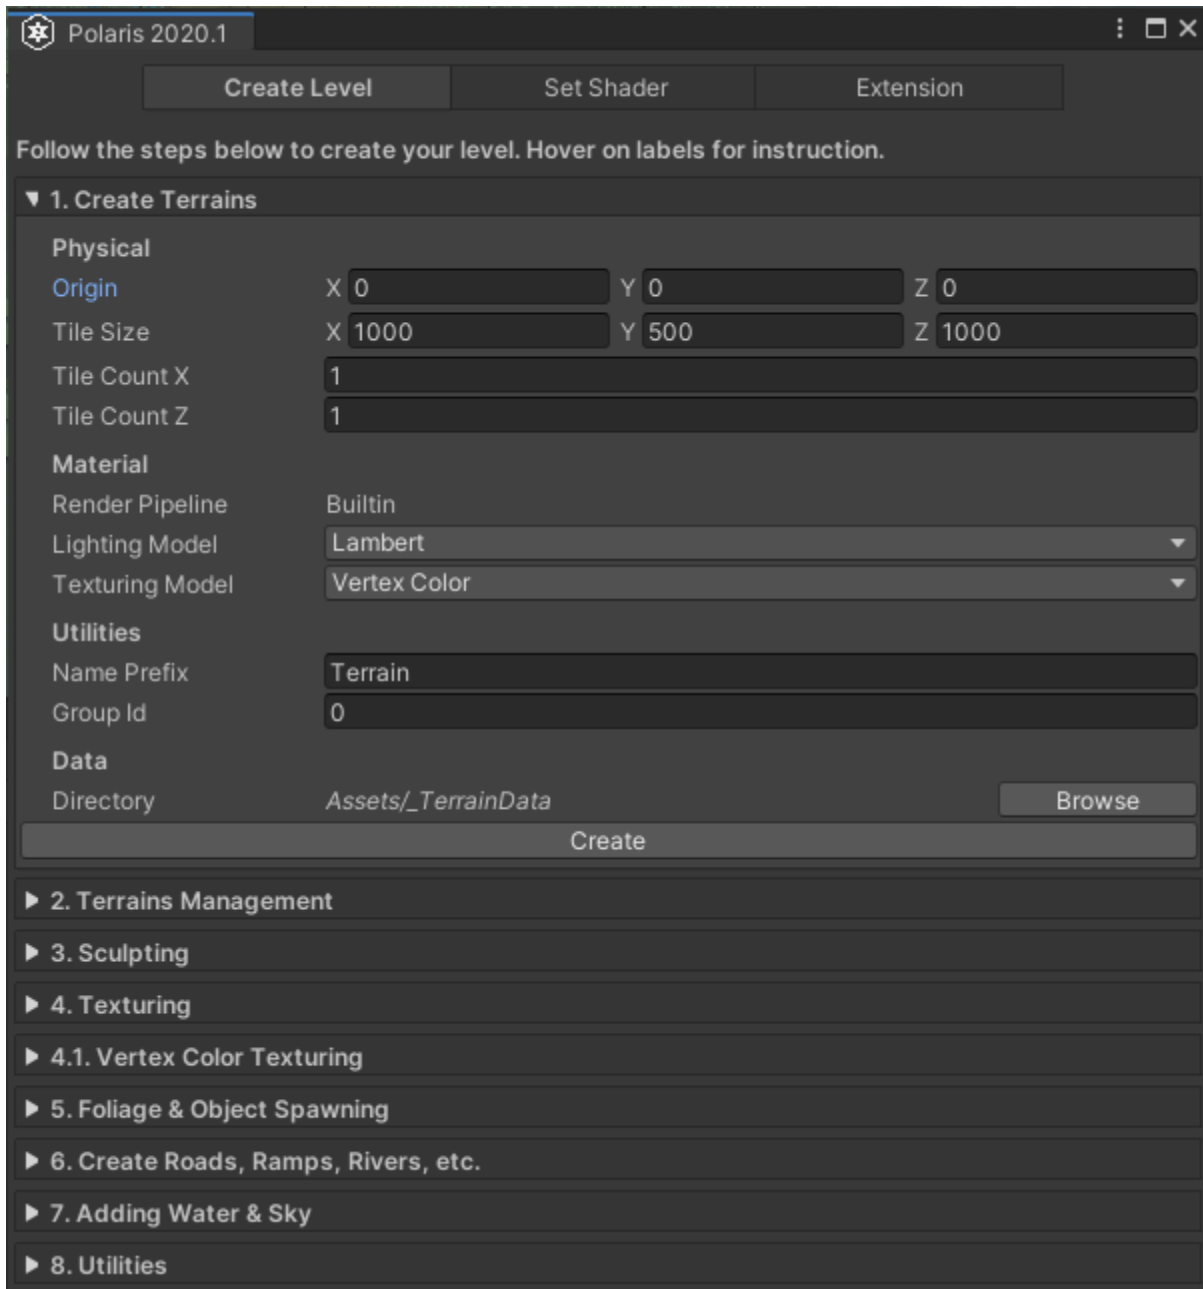 Polaris 2020.1
Create Level Set Shader Extension
Follow the steps below to create your level. Hover on labels for instruction.
1. Create Terrains
Physical
Origin X 0 Y 0 Z 0
Tile Size X 1000 Y 500 Z 1000
Tile Count X 1
Tile Count Z 1
Material
Render Pipeline Builtin
Lighting Model Lambert
Texturing Model Vertex Color
Utilities
Name Prefix Terrain
Group Id 0
Data
Directory Assets/_TerrainData Browse
Create
2. Terrains Management
3. Sculpting
4. Texturing
4.1. Vertex Color Texturing
5. Foliage & Object Spawning
6. Create Roads, Ramps, Rivers, etc.
7. Adding Water & Sky
8. Utilities